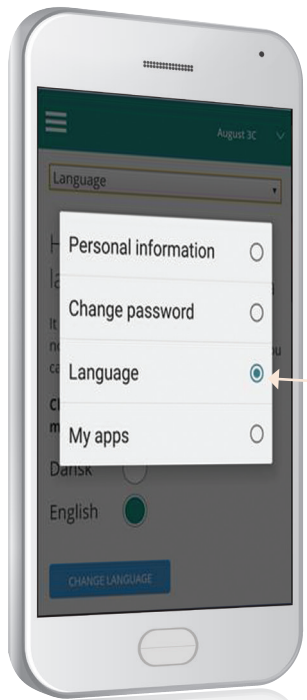 August 3C
Language
Personal information
Change password
Language
My apps
Dansk
English
CHANGE LANGUAGE